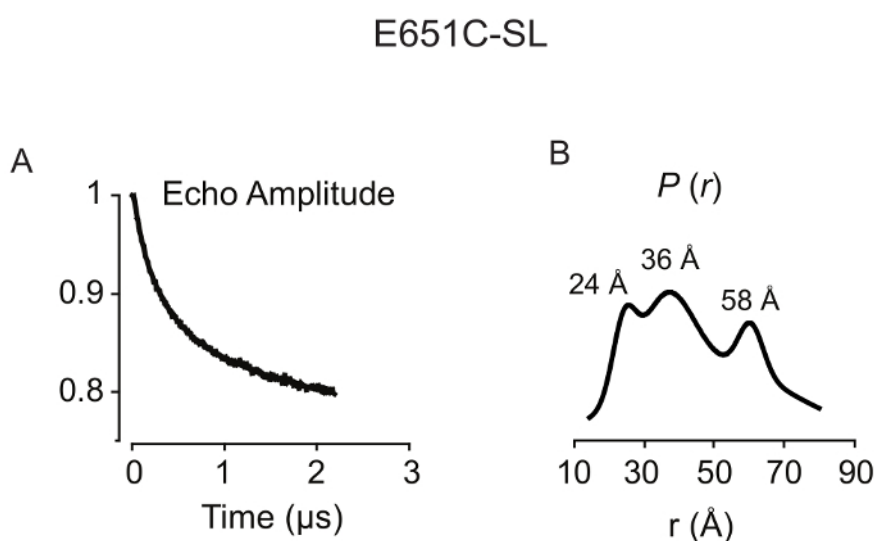 E651C-SL
A
Echo Amplitude
1
0.9
0.8
0 1 2 3
Time (µs)
B
P (r)
24 Å 36 Å 58 Å
10 30 50 70 90
r (Å)